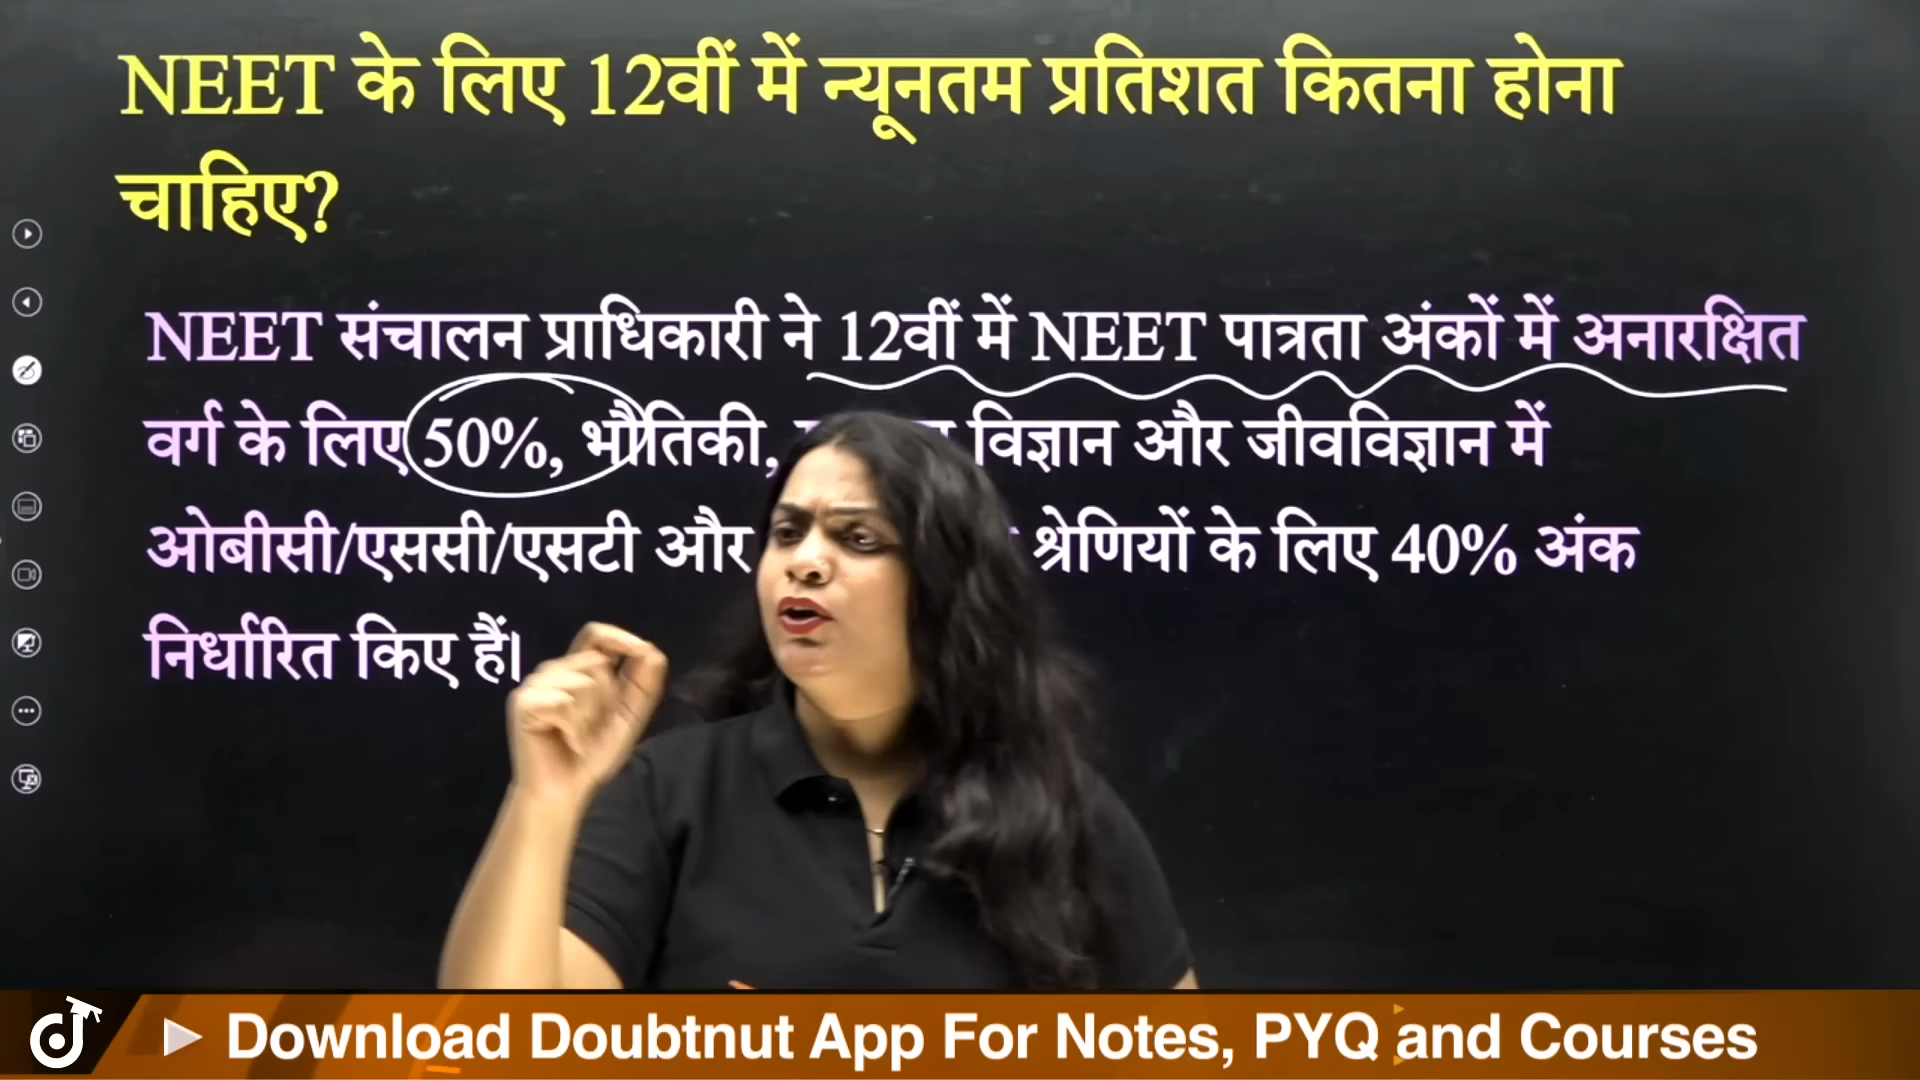 NEET के लिए 12वीं में न्यूनतम प्रतिशत कितना होना
चाहिए?
NEET संचालन प्राधिकारी ने 12वीं में NEET पात्रता अंकों में अनारक्षित
वर्ग के लिए 50%, भौतिकी, विज्ञान और जीवविज्ञान में
ओबीसी/एससी/एसटी और श्रेणियों के लिए 40% अंक
निर्धारित किए हैं।
Download Doubtnut App For Notes, PYQ and Courses